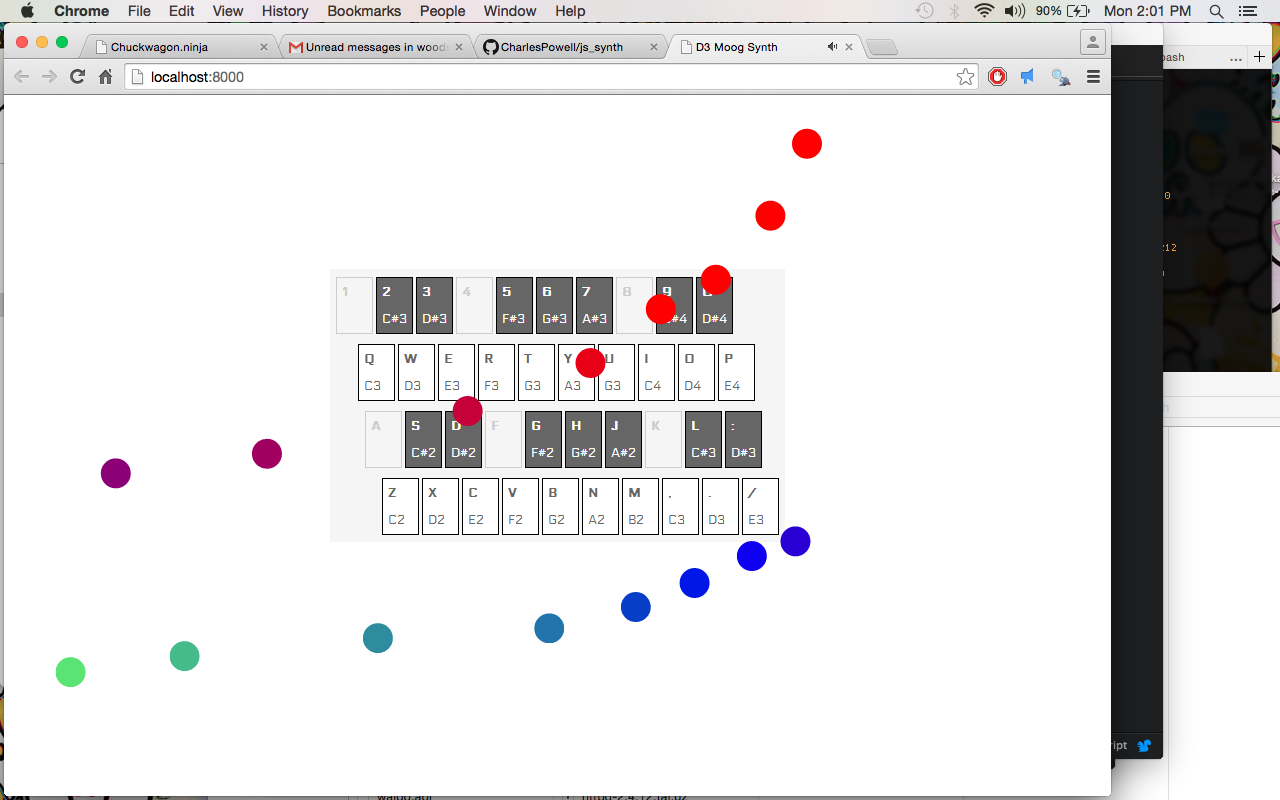 Chrome File Edit View History Bookmarks People Window Help 90% Mon 2:01 PM
Chuckwagon.ninja Unread messages in wood CharlesPowell/js_synth D3 Moog Synth
localhost:8000
bash ...
0
12
1 2 3 4 5 6 7 8 9
C#3 D#3 F#3 G#3 A#3 #4 D#4
Q W E R T Y U I O P
C3 D3 E3 F3 G3 A3 G3 C4 D4 E4
A S D F G H J K L :
C#2 D#2 F#2 G#2 A#2 C#3 D#3
Z X C V B N M , . /
C2 D2 E2 F2 G2 A2 B2 C3 D3 E3
ript